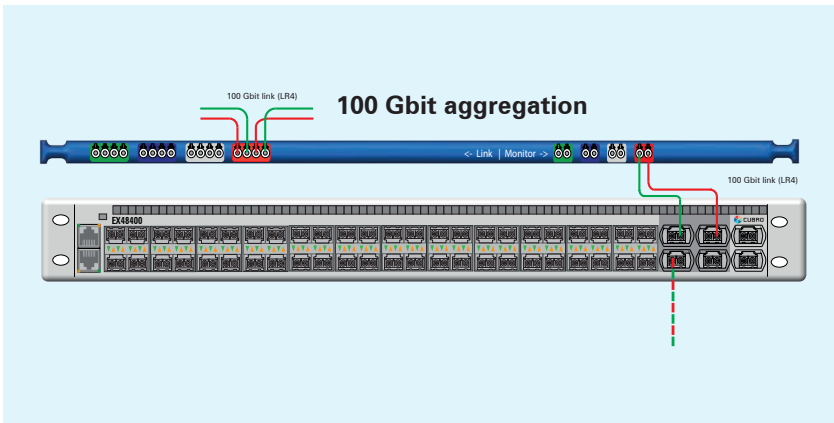 100 Gbit link (LR4)
100 Gbit aggregation
<- Link | Monitor ->
100 Gbit link (LR4)
EX48400
CUBRO